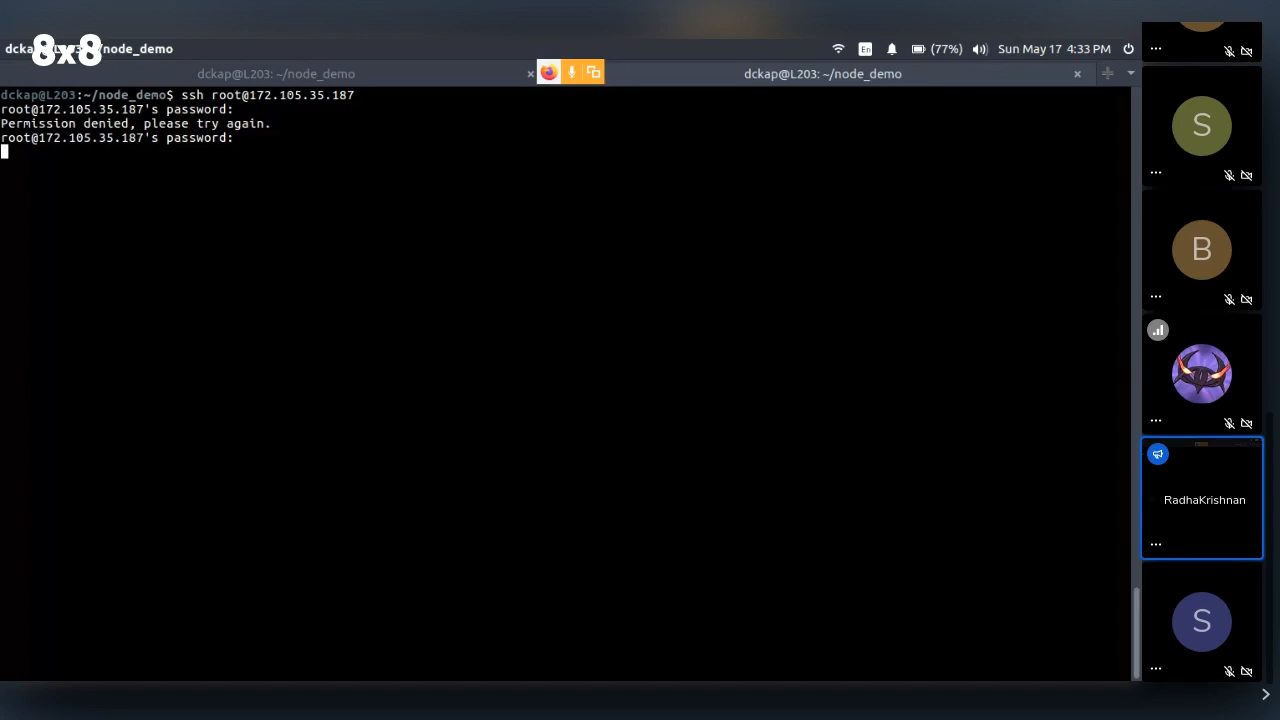 8x8
dcka
/node_demo
En
(77%)
Sun May 17 4:33 PM
dckap@L203: ~/node_demo
dckap@L203: ~/node_demo
dckap@L203:~/node_demo$ ssh root@172.105.35.187
root@172.105.35.187's password:
Permission denied, please try again.
root@172.105.35.187's password:
S
B
RadhaKrishnan
S